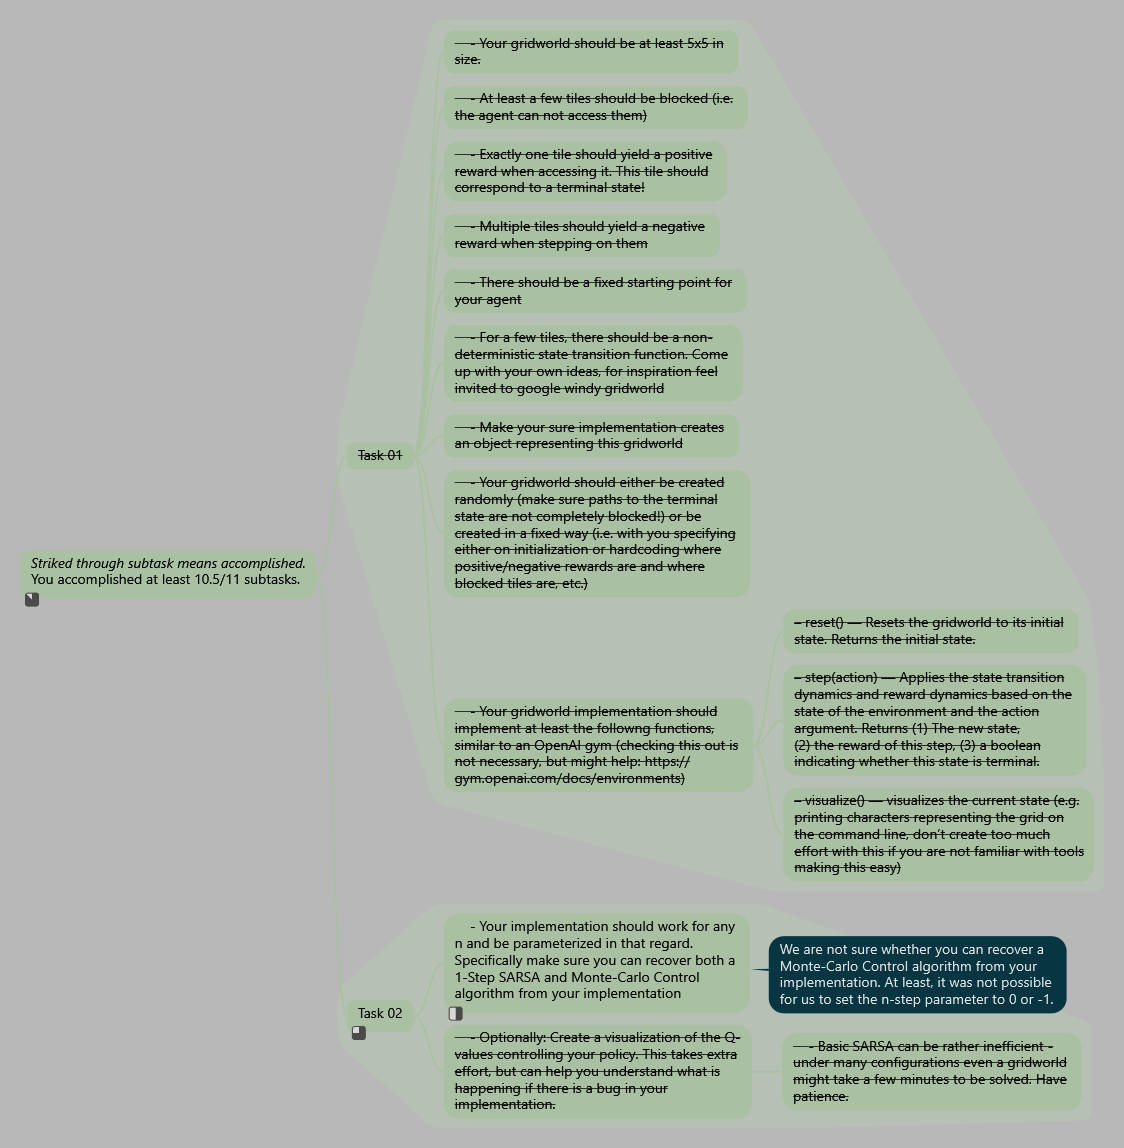 - Your gridworld should be at least 5x5 in
size.
- At least a few tiles should be blocked (i.e.
the agent can not access them)
- Exactly one tile should yield a positive
reward when accessing it. This tile should
correspond to a terminal state!
- Multiple tiles should yield a negative
reward when stepping on them
- There should be a fixed starting point for
your agent
- For a few tiles, there should be a non-
deterministic state transition function. Come
up with your own ideas, for inspiration feel
invited to google windy gridworld
- Make your sure implementation creates
an object representing this gridworld
Task 01
- Your gridworld should either be created
randomly (make sure paths to the terminal
state are not completely blocked!) or be
created in a fixed way (i.e. with you specifying
either on initialization or hardcoding where
positive/negative rewards are and where
blocked tiles are, etc.)
Striked through subtask means accomplished.
You accomplished at least 10.5/11 subtasks.
- Your gridworld implementation should
implement at least the followng functions,
similar to an OpenAI gym (checking this out is
not necessary, but might help: https://
gym.openai.com/docs/environments)
– reset() — Resets the gridworld to its initial
state. Returns the initial state.
– step(action) — Applies the state transition
dynamics and reward dynamics based on the
state of the environment and the action
argument. Returns (1) The new state,
(2) the reward of this step, (3) a boolean
indicating whether this state is terminal.
– visualize() — visualizes the current state (e.g.
printing characters representing the grid on
the command line, don’t create too much
effort with this if you are not familiar with tools
making this easy)
Task 02
- Your implementation should work for any
n and be parameterized in that regard.
Specifically make sure you can recover both a
1-Step SARSA and Monte-Carlo Control
algorithm from your implementation
We are not sure whether you can recover a
Monte-Carlo Control algorithm from your
implementation. At least, it was not possible
for us to set the n-step parameter to 0 or -1.
- Optionally: Create a visualization of the Q-
values controlling your policy. This takes extra
effort, but can help you understand what is
happening if there is a bug in your
implementation.
- Basic SARSA can be rather inefficient -
under many configurations even a gridworld
might take a few minutes to be solved. Have
patience.